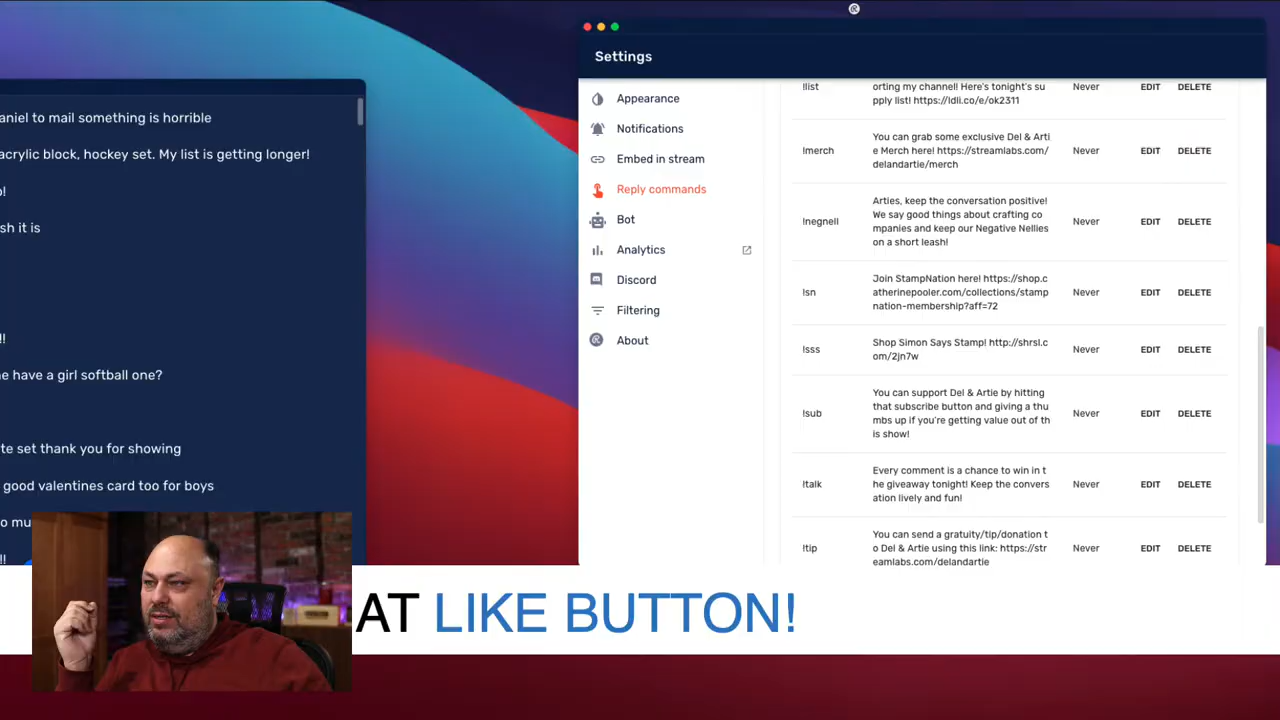 Settings
Appearance
Notifications
Embed in stream
Reply commands
Bot
Analytics
Discord
Filtering
About
!list
orting my channel! Here's tonight's su
pply list! https://ldli.co/e/ok2311
Never
EDIT
DELETE
!merch
You can grab some exclusive Del & Arti
e Merch here! https://streamlabs.com/
delandartie/merch
Never
EDIT
DELETE
!negnell
Arties, keep the conversation positive!
We say good things about crafting co
mpanies and keep our Negative Nellies
on a short leash!
Never
EDIT
DELETE
!sn
Join StampNation here! https://shop.c
atherinepooler.com/collections/stamp
nation-membership?aff=72
Never
EDIT
DELETE
!sss
Shop Simon Says Stamp! http://shrsl.c
om/2jn7w
Never
EDIT
DELETE
!sub
You can support Del & Artie by hitting
that subscribe button and giving a thu
mbs up if you're getting value out of th
is show!
Never
EDIT
DELETE
!talk
Every comment is a chance to win in t
he giveaway tonight! Keep the convers
ation lively and fun!
Never
EDIT
DELETE
!tip
You can send a gratuity/tip/donation t
o Del & Artie using this link: https://str
eamlabs.com/delandartie
Never
EDIT
DELETE
aniel to mail something is horrible
acrylic block, hockey set. My list is getting longer!
o!
sh it is
!!
ne have a girl softball one?
te set thank you for showing
good valentines card too for boys
o mu
!!
AT LIKE BUTTON!